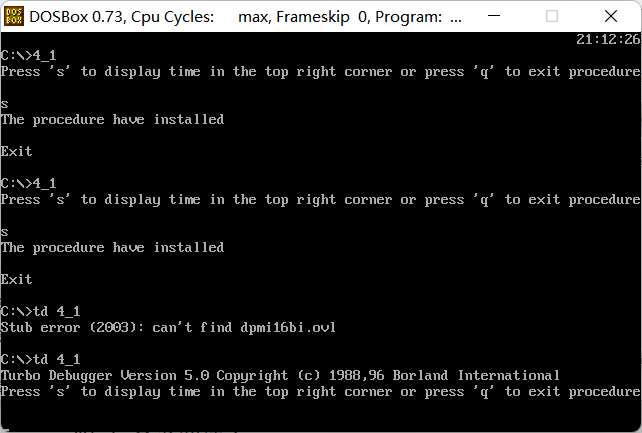 DOSBox 0.73, Cpu Cycles: max, Frameskip 0, Program: ...
21:12:26
C:\>4_1
Press 's' to display time in the top right corner or press 'q' to exit procedure
s
The procedure have installed
Exit
C:\>4_1
Press 's' to display time in the top right corner or press 'q' to exit procedure
s
The procedure have installed
Exit
C:\>td 4_1
Stub error (2003): can't find dpmi16bi.ovl
C:\>td 4_1
Turbo Debugger Version 5.0 Copyright (c) 1988,96 Borland International
Press 's' to display time in the top right corner or press 'q' to exit procedure